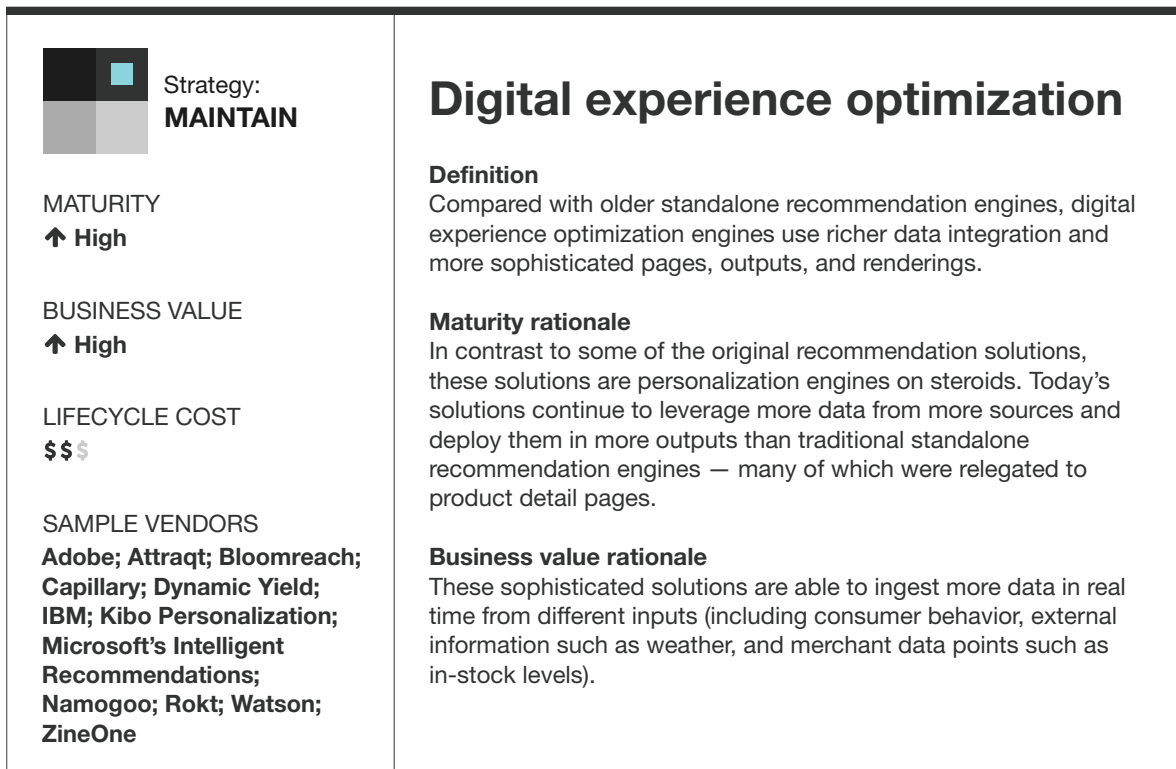 Strategy:
MAINTAIN
MATURITY
↑ High
BUSINESS VALUE
↑ High
LIFECYCLE COST
$$$
SAMPLE VENDORS
Adobe; Attraqt; Bloomreach;
Capillary; Dynamic Yield;
IBM; Kibo Personalization;
Microsoft’s Intelligent
Recommendations;
Namogoo; Rokt; Watson;
ZineOne
Digital experience optimization
Definition
Compared with older standalone recommendation engines, digital
experience optimization engines use richer data integration and
more sophisticated pages, outputs, and renderings.
Maturity rationale
In contrast to some of the original recommendation solutions,
these solutions are personalization engines on steroids. Today’s
solutions continue to leverage more data from more sources and
deploy them in more outputs than traditional standalone
recommendation engines — many of which were relegated to
product detail pages.
Business value rationale
These sophisticated solutions are able to ingest more data in real
time from different inputs (including consumer behavior, external
information such as weather, and merchant data points such as
in-stock levels).